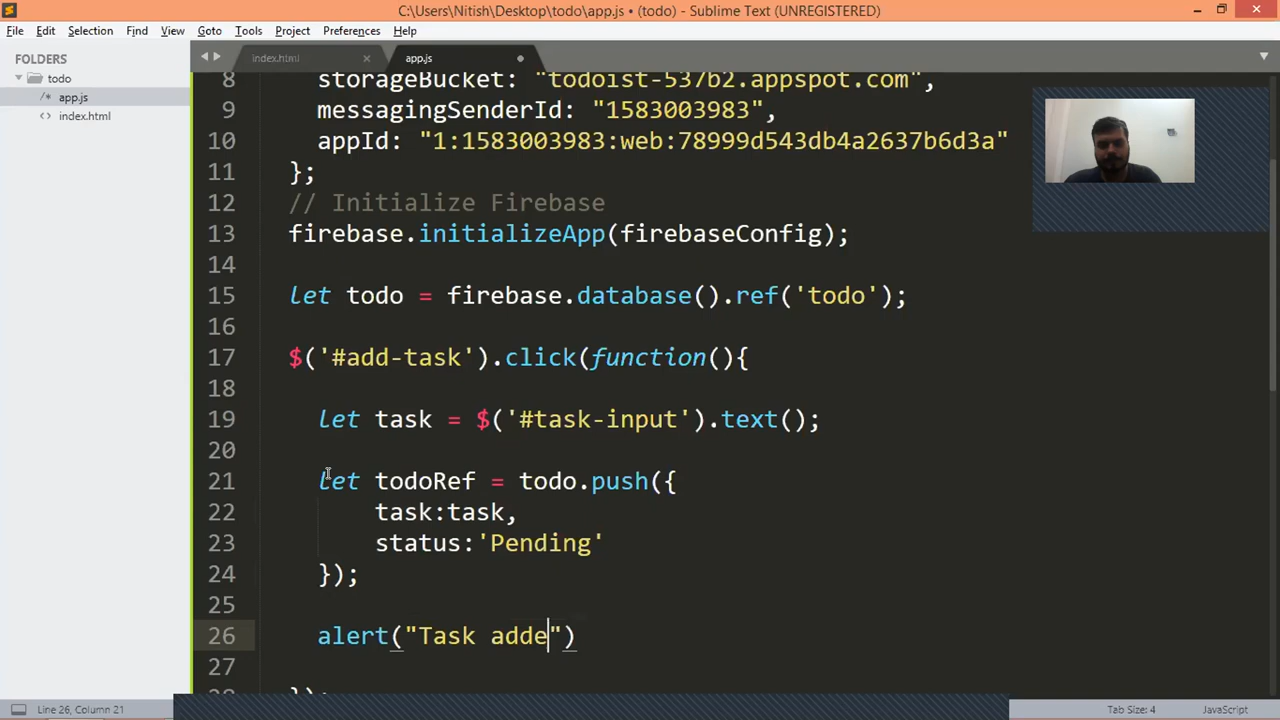 C:\Users\Nitish\Desktop\todo\app.js • (todo) - Sublime Text (UNREGISTERED)
File Edit Selection Find View Goto Tools Project Preferences Help
FOLDERS
todo
app.js
index.html
index.html app.js
8 storageBucket: "todoist-537b2.appspot.com",
9 messagingSenderId: "1583003983",
10 appId: "1:1583003983:web:78999d543db4a2637b6d3a"
11 };
12 // Initialize Firebase
13 firebase.initializeApp(firebaseConfig);
14
15 let todo = firebase.database().ref('todo');
16
17 $('#add-task').click(function(){
18
19 let task = $('#task-input').text();
20
21 let todoRef = todo.push({
22 task:task,
23 status:'Pending'
24 });
25
26 alert("Task adde")
27
28 });
Line 26, Column 21
Tab Size: 4
JavaScript